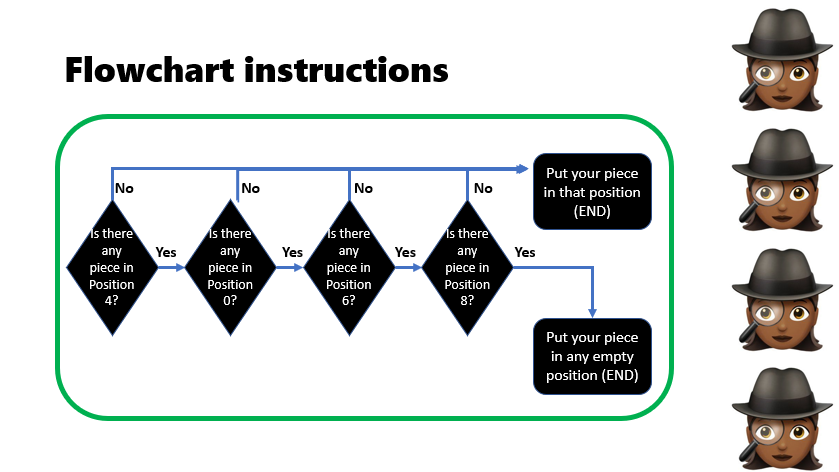 Flowchart instructions
No
No
No
No
Put your piece
in that position
(END)
Is there
any
piece in
Position
4?
Yes
Is there
any
piece in
Position
0?
Yes
Is there
any
piece in
Position
6?
Yes
Is there
any
piece in
Position
8?
Yes
Put your piece
in any empty
position (END)